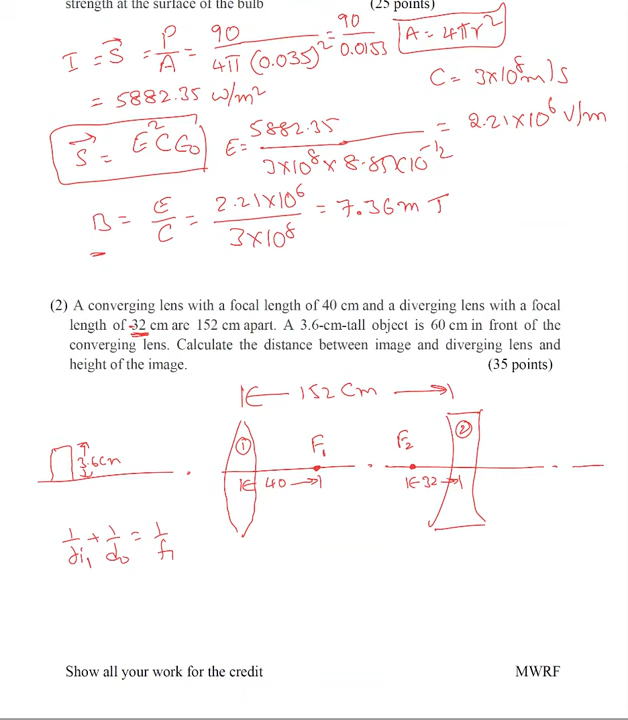 strength at the surface of the bulb (25 points)
I = S⃗ = P/A = 90/4π(0.035)² = 90/0.0153 A = 4πr²
= 5882.35 W/m² C = 3×10⁸ m/s
S⃗ = E²Cϵ₀ E = 5882.35/3×10⁸×8.85×10⁻¹² = 2.21×10⁶ V/m
B = E/C = 2.21×10⁶/3×10⁸ = 7.36 m T
(2) A converging lens with a focal length of 40 cm and a diverging lens with a focal
length of -32 cm are 152 cm apart. A 3.6-cm-tall object is 60 cm in front of the
converging lens. Calculate the distance between image and diverging lens and
height of the image. (35 points)
152 Cm
① F₁ F₂ ②
3.6cm
40 32
1/di₁ + 1/d₀ = 1/f₁
Show all your work for the credit MWRF